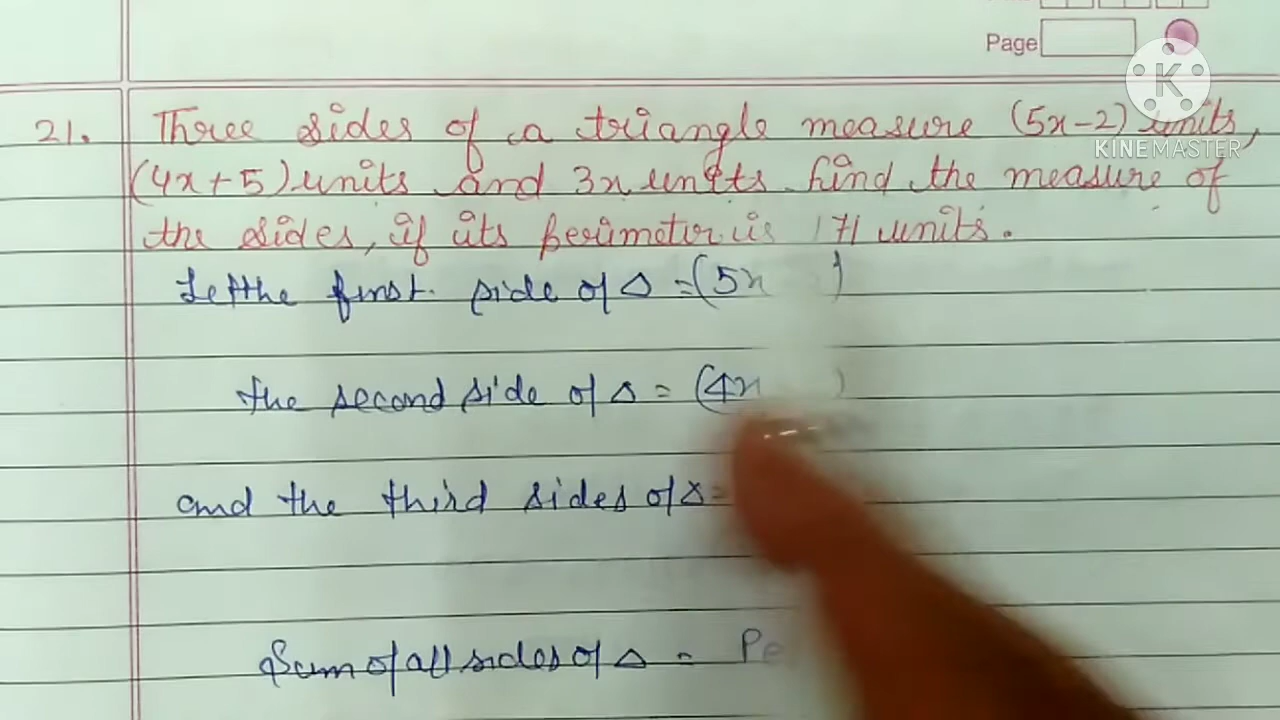 Page
K
KINEMASTER
21. Three sides of a triangle measure (5x-2) units,
(4x+5) units and 3x units. find the measure of
the sides, if its perimeter is 171 units.
Let the first side of Δ = (5x )
the second side of Δ = (4x )
and the third sides of Δ =
Sum of all sides of Δ = Pe